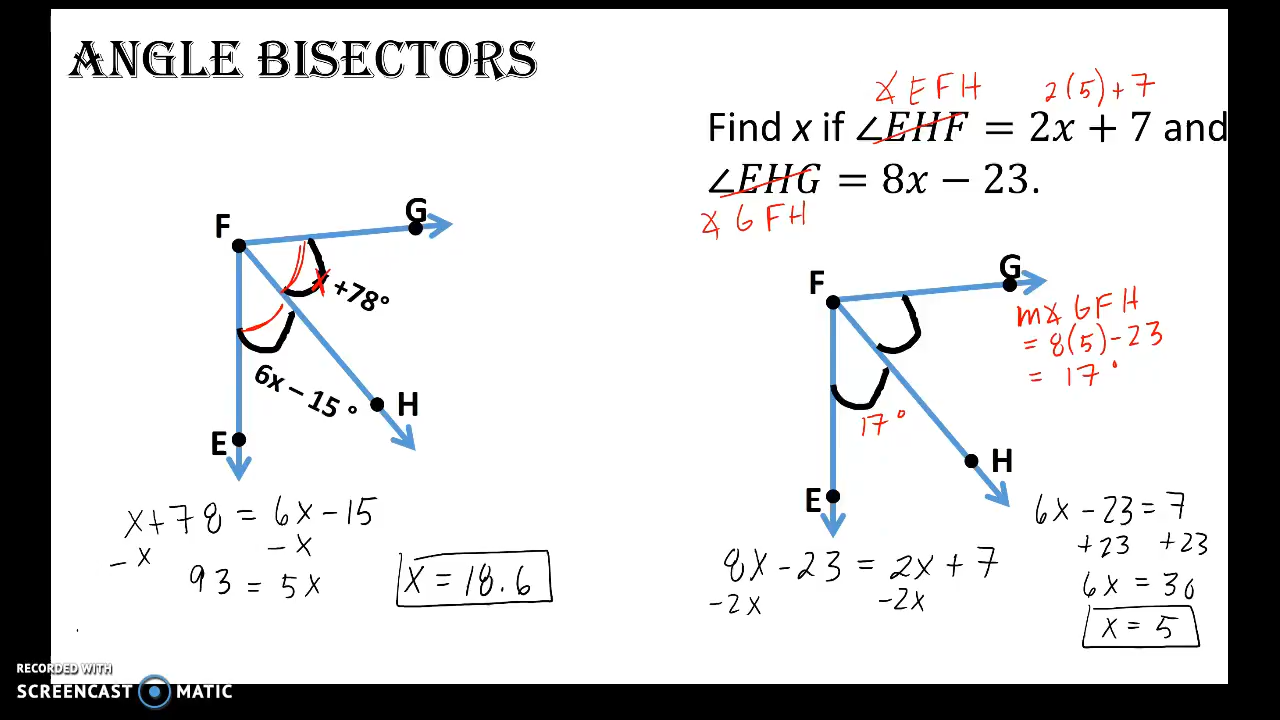 ANGLE BISECTORS
∡ EFH 2(5)+7
Find x if ∠EHF = 2x + 7 and
∠EHG = 8x − 23.
∡ GFH
F
G
x +78°
6x – 15 °
H
E
x+78 = 6x-15
-x -x
93 = 5x
x = 18.6
F
G
m∡ GFH
= 8(5)-23
= 17°
17°
H
E
8x-23 = 2x+7
-2x -2x
6x-23 = 7
+23 +23
6x = 30
x = 5
RECORDED WITH
SCREENCAST MATIC